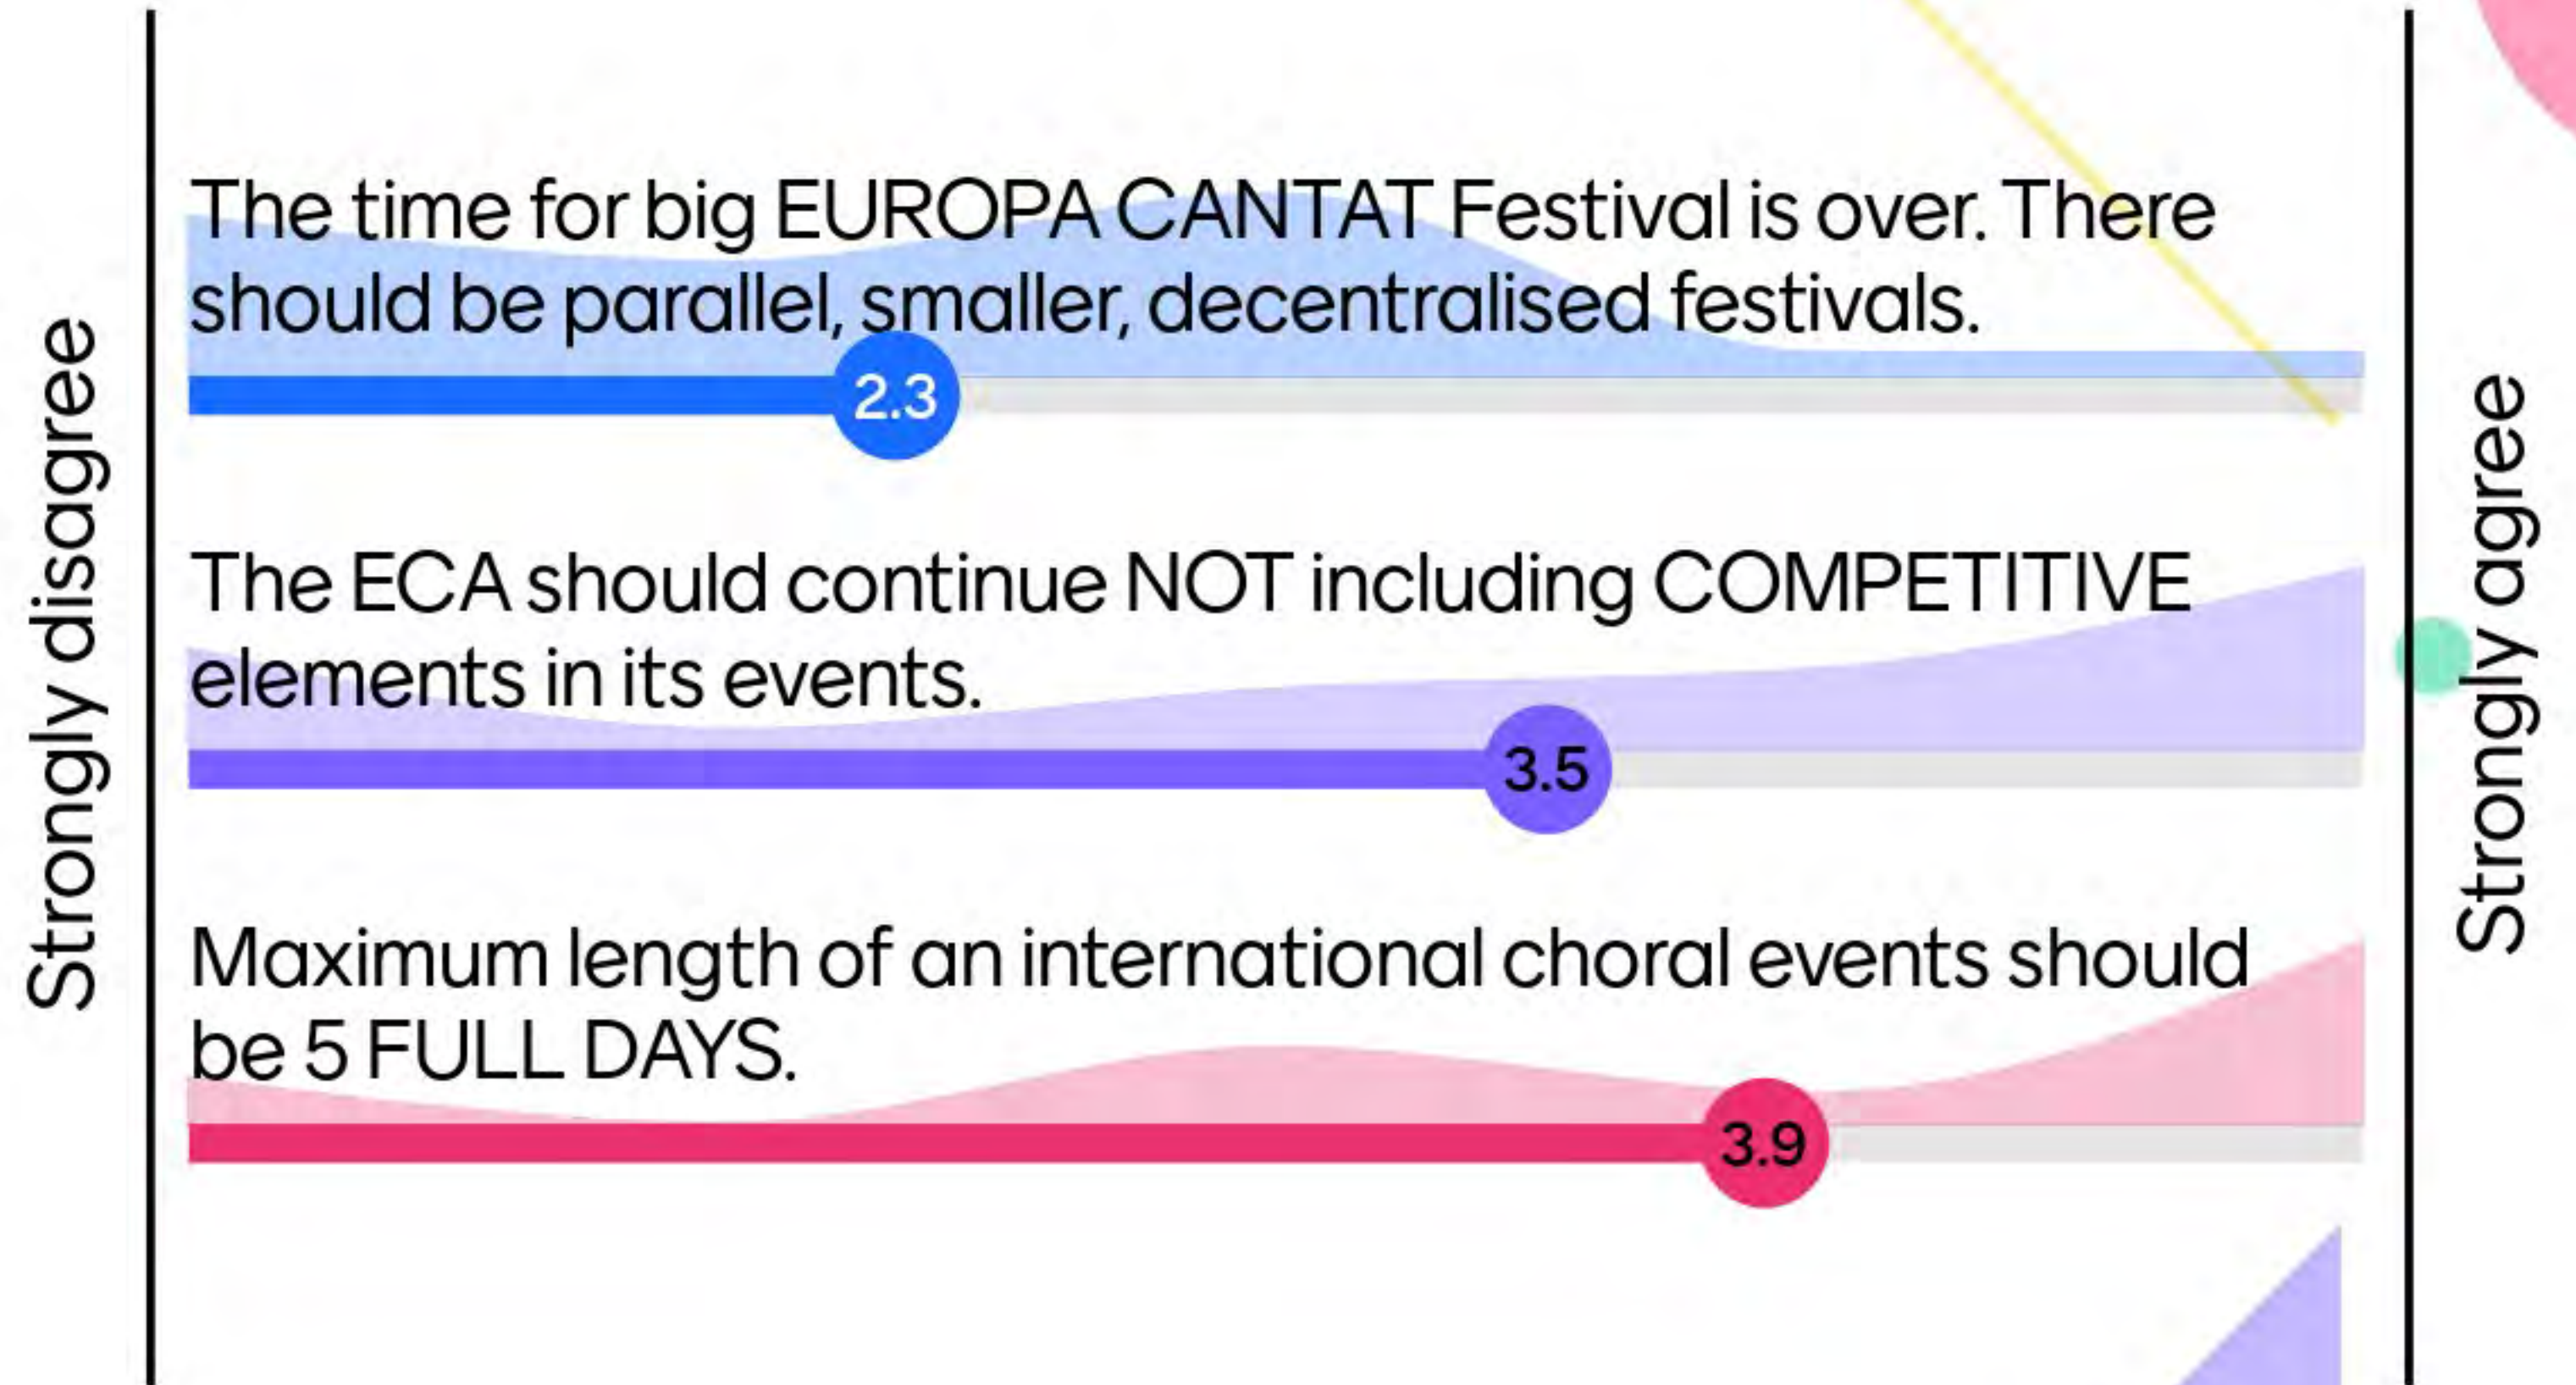 Strongly disagree
The time for big EUROPA CANTAT Festival is over. There
should be parallel, smaller, decentralised festivals.
2.3
The ECA should continue NOT including COMPETITIVE
elements in its events.
3.5
Maximum length of an international choral events should
be 5 FULL DAYS.
3.9
Strongly agree